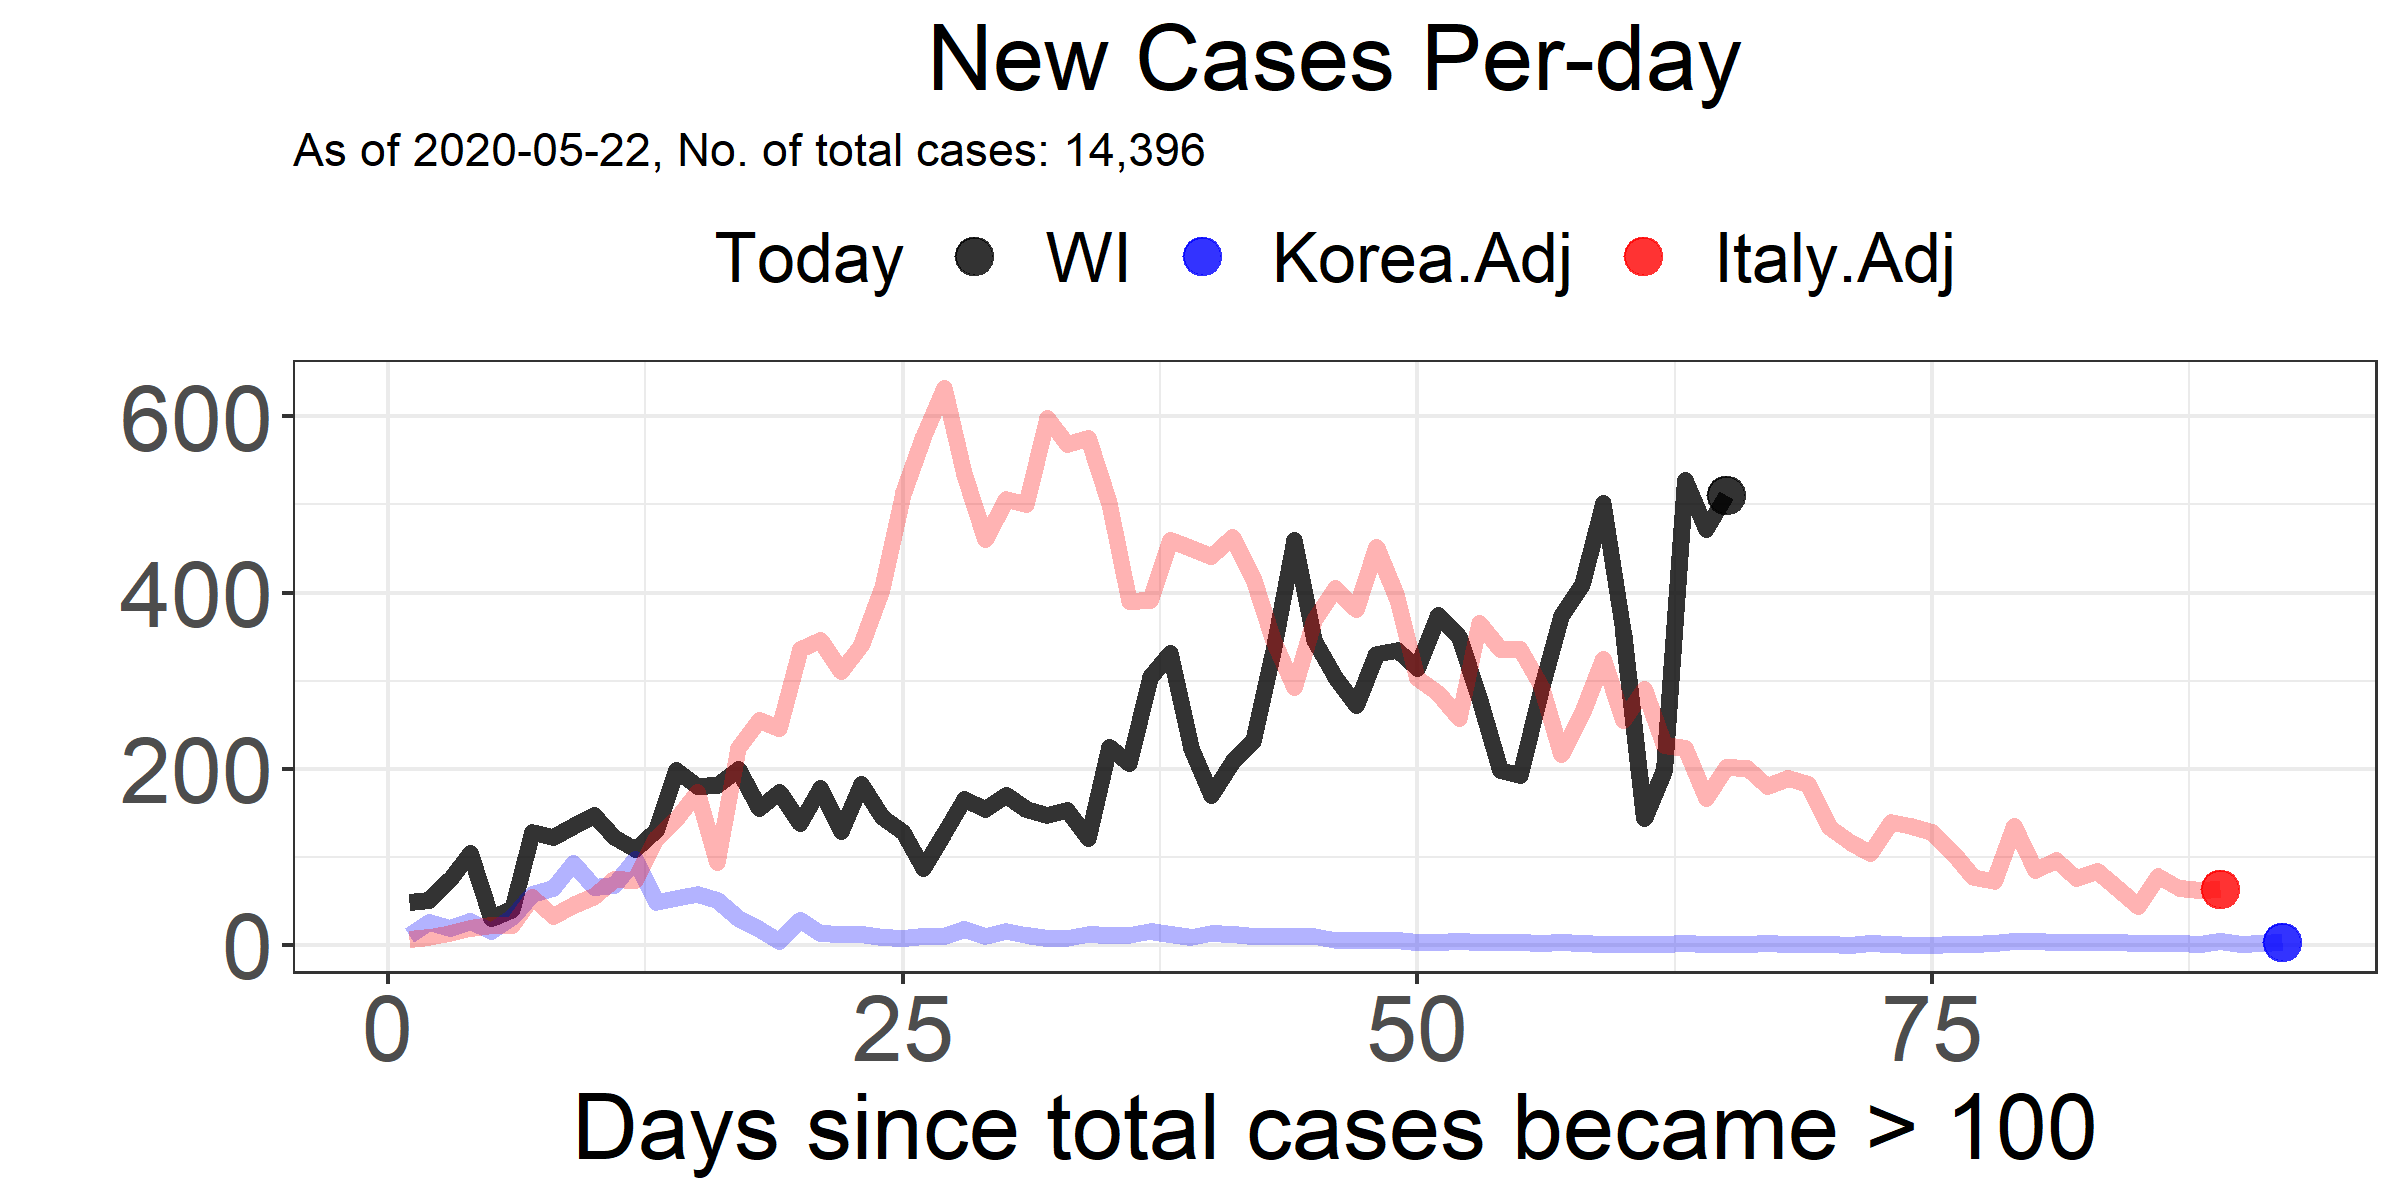 New Cases Per-day
As of 2020-05-22, No. of total cases: 14,396
Today WI Korea.Adj Italy.Adj
600
400
200
0
0 25 50 75
Days since total cases became > 100